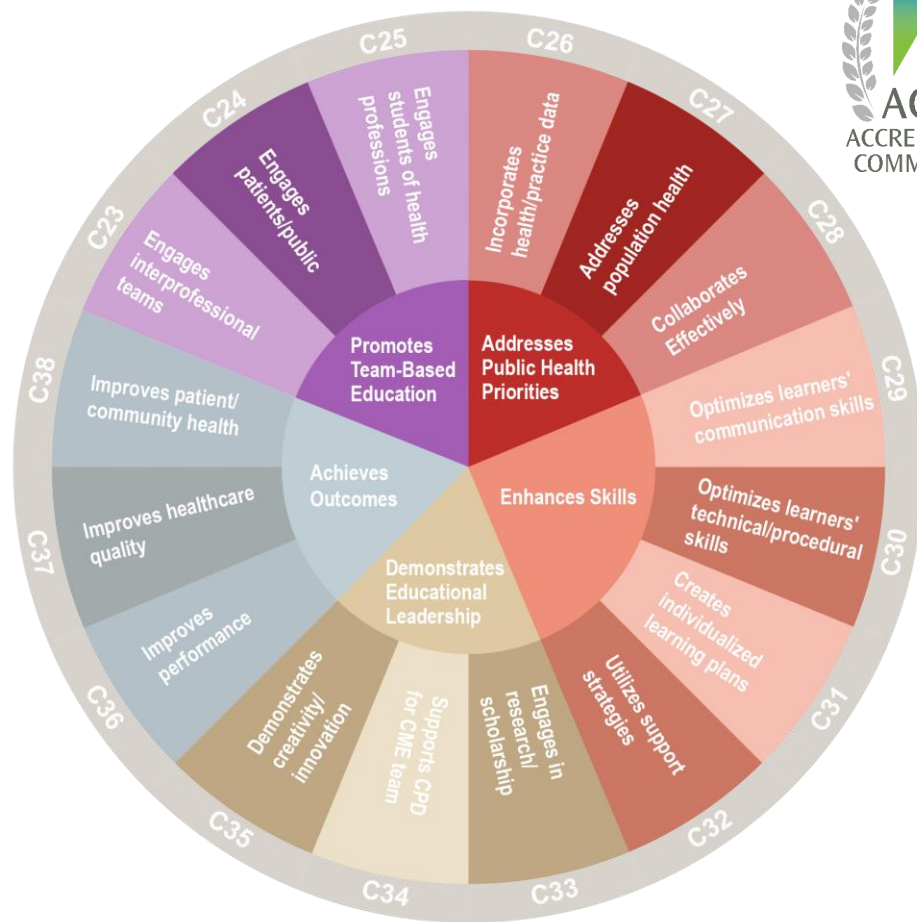 C25
C26
C24
C27
C23
C28
C38
C29
C37
C30
C36
C31
C35
C32
C34
C33
Engages
students of health
professions
Incorporates
health/practice data
Engages
patients/public
Addresses
population health
Engages
interprofessional
teams
Collaborates
Effectively
Improves patient/
community health
Optimizes learners'
communication skills
Improves healthcare
quality
Optimizes learners'
technical/procedural
skills
Improves
performance
Creates
individualized
learning plans
Demonstrates
creativity/
innovation
Utilizes support
strategies
Supports CPD
for CME team
Engages in
research/
scholarship
Promotes
Team-Based
Education
Addresses
Public Health
Priorities
Achieves
Outcomes
Enhances Skills
Demonstrates
Educational
Leadership
AC
ACCRE
COMM